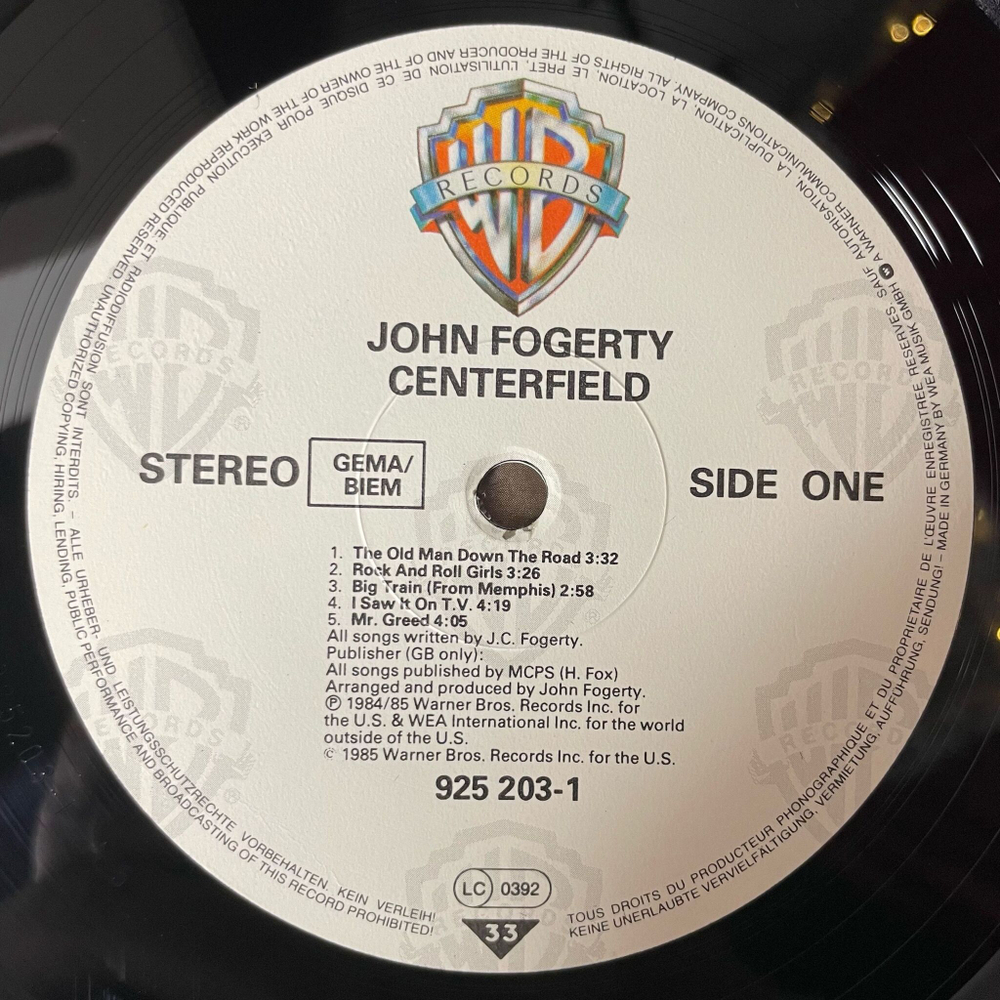 WB
RECORDS
JOHN FOGERTY
CENTERFIELD
STEREO
GEMA/
BIEM
SIDE ONE
1. The Old Man Down The Road 3:32
2. Rock And Roll Girls 3:26
3. Big Train (From Memphis) 2:58
4. I Saw It On T.V. 4:19
5. Mr. Greed 4:05
All songs written by J.C. Fogerty.
Publisher (GB only):
All songs published by MCPS (H. Fox)
Arranged and produced by John Fogerty.
℗ 1984/85 Warner Bros. Records Inc. for
the U.S. & WEA International Inc. for the world
outside of the U.S.
© 1985 Warner Bros. Records Inc. for the U.S.
925 203-1
LC 0392
33
TOUS DROITS DU PRODUCTEUR PHONOGRAPHIQUE ET DU PROPRIETAIRE DE L'ŒUVRE ENREGISTREE RESERVES. SAUF AUTORISATION, LA DUPLICATION, LA LOCATION, LE PRET, L'UTILISATION DE CE DISQUE POUR EXECUTION PUBLIQUE ET RADIODIFFUSION SONT INTERDITS. – ALLE URHEBER- UND LEISTUNGSSCHUTZRECHTE VORBEHALTEN. KEIN VERLEIH!
KEINE UNERLAUBTE VERVIELFÄLTIGUNG, VERMIETUNG, AUFFÜHRUNG, SENDUNG! – MADE IN GERMANY BY WEA MUSIK GMBH W A WARNER COMMUNICATIONS COMPANY. ALL RIGHTS OF THE PRODUCER AND OF THE OWNER OF THE WORK REPRODUCED RESERVED. UNAUTHORIZED COPYING, HIRING, LENDING, PUBLIC PERFORMANCE AND BROADCASTING OF THIS RECORD PROHIBITED!